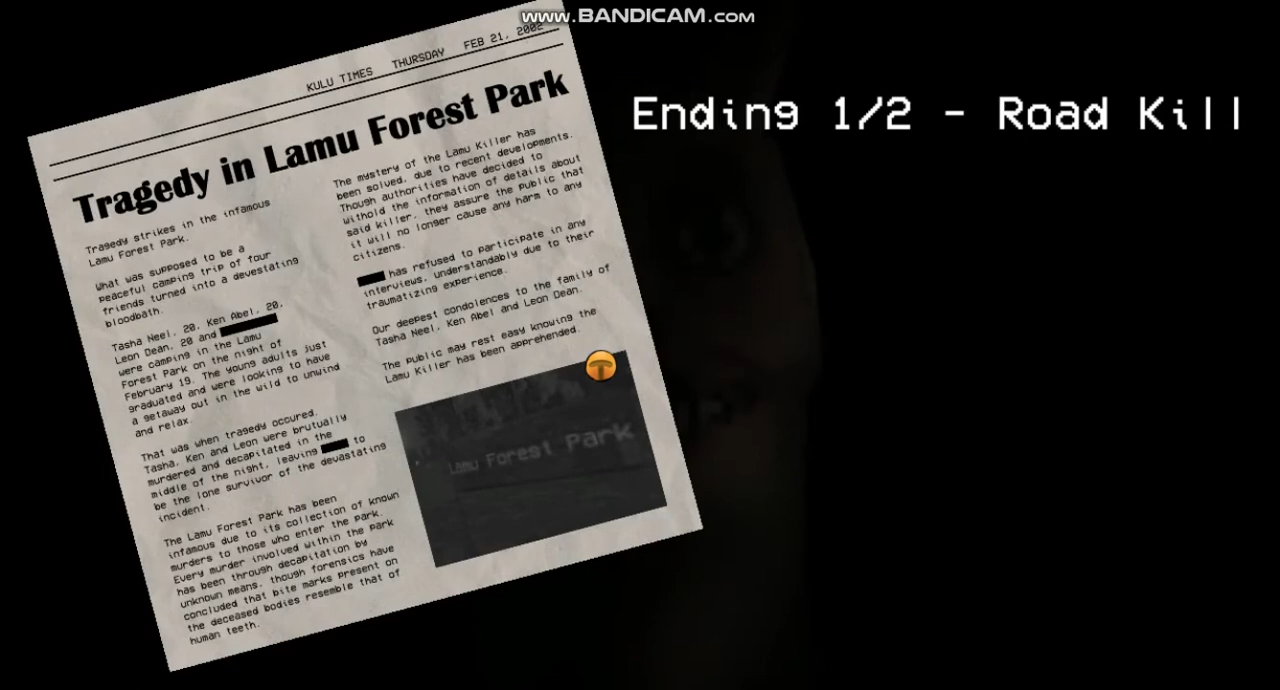 www.BANDICAM.com
KULU TIMES THURSDAY FEB 21, 2002
Tragedy in Lamu Forest Park
Tragedy strikes in the infamous
Lamu Forest Park.
What was supposed to be a
peaceful camping trip of four
friends turned into a devestating
bloodbath.
Tasha Neel, 20, Ken Abel, 20,
Leon Dean, 20 and
were camping in the Lamu
Forest Park on the night of
February 19. The young adults just
graduated and were looking to have
a getaway out in the wild to unwind
and relax.
That was when tragedy occured.
Tasha, Ken and Leon were brutually
murdered and decapitated in the
middle of the night, leaving to
be the lone survivor of the devastating
incident.
The Lamu Forest Park has been
infamous due to its collection of known
murders to those who enter the park.
Every murder involved within the park
has been through decapitation by
unknown means, though forensics have
concluded that bite marks present on
the deceased bodies resemble that of
human teeth.
The mystery of the Lamu Killer has
been solved, due to recent developments.
Though authorities have decided to
withold the information of details about
said killer, they assure the public that
it will no longer cause any harm to any
citizens.
has refused to participate in any
interviews, understandably due to their
traumatizing experience.
Our deepest condolences to the family of
Tasha Neel, Ken Abel and Leon Dean.
The public may rest easy knowing the
Lamu Killer has been apprehended.
Lamu Forest Park
Ending 1/2 - Road Kill